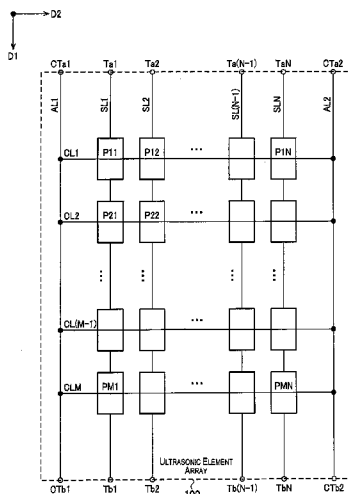 D2
D1
CTa1 Ta1 Ta2 Ta(N-1) TaN CTa2
AL1 SL1 SL2 SL(N-1) SLN AL2
CL1 P11 P12 ... P1N
CL2 P21 P22 ...
... ... ... ...
CL(M-1) ...
CLM PM1 ... PMN
ULTRASONIC ELEMENT
ARRAY
100
CTb1 Tb1 Tb2 Tb(N-1) TbN CTb2